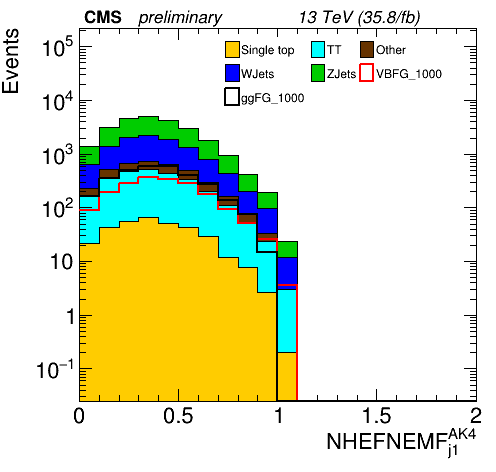 CMS preliminary 13 TeV (35.8/fb)
Events
Single top TT Other
WJets ZJets VBFG_1000
ggFG_1000
10^5
10^4
10^3
10^2
10
1
10^−1
0 0.5 1 1.5 2
NHEFNEMF^AK4_j1